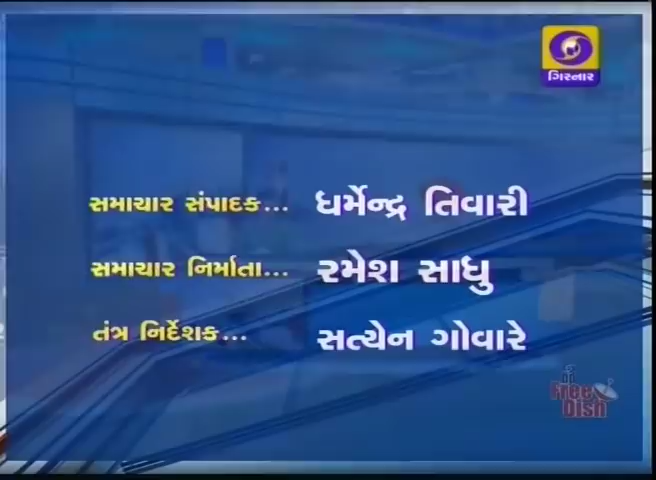 ગિરનાર
સમાચાર સંપાદક... ધર્મેન્દ્ર તિવારી
સમાચાર નિર્માતા... રમેશ સાધુ
તંત્ર નિર્દેશક... સત્યેન ગોવારે
DD
Free
Dish